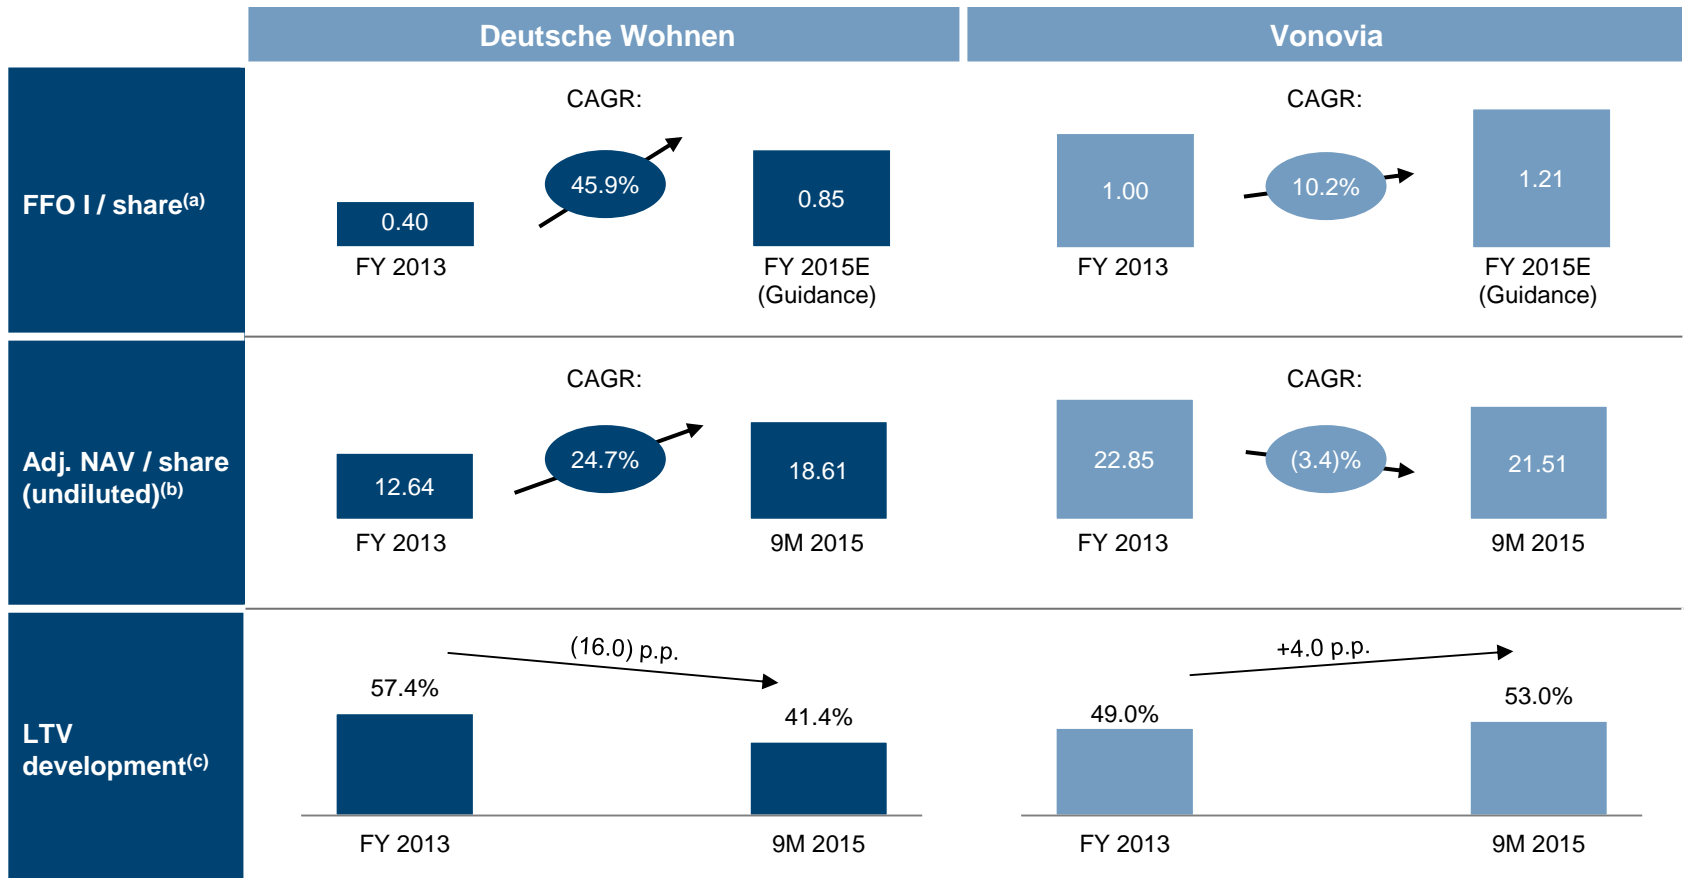 Deutsche Wohnen
Vonovia
FFO I / share(a)
CAGR:
45.9%
0.40
0.85
FY 2013
FY 2015E
(Guidance)
CAGR:
10.2%
1.00
1.21
FY 2013
FY 2015E
(Guidance)
Adj. NAV / share
(undiluted)(b)
CAGR:
24.7%
12.64
18.61
FY 2013
9M 2015
CAGR:
(3.4)%
22.85
21.51
FY 2013
9M 2015
LTV
development(c)
(16.0) p.p.
57.4%
41.4%
FY 2013
9M 2015
+4.0 p.p.
49.0%
53.0%
FY 2013
9M 2015